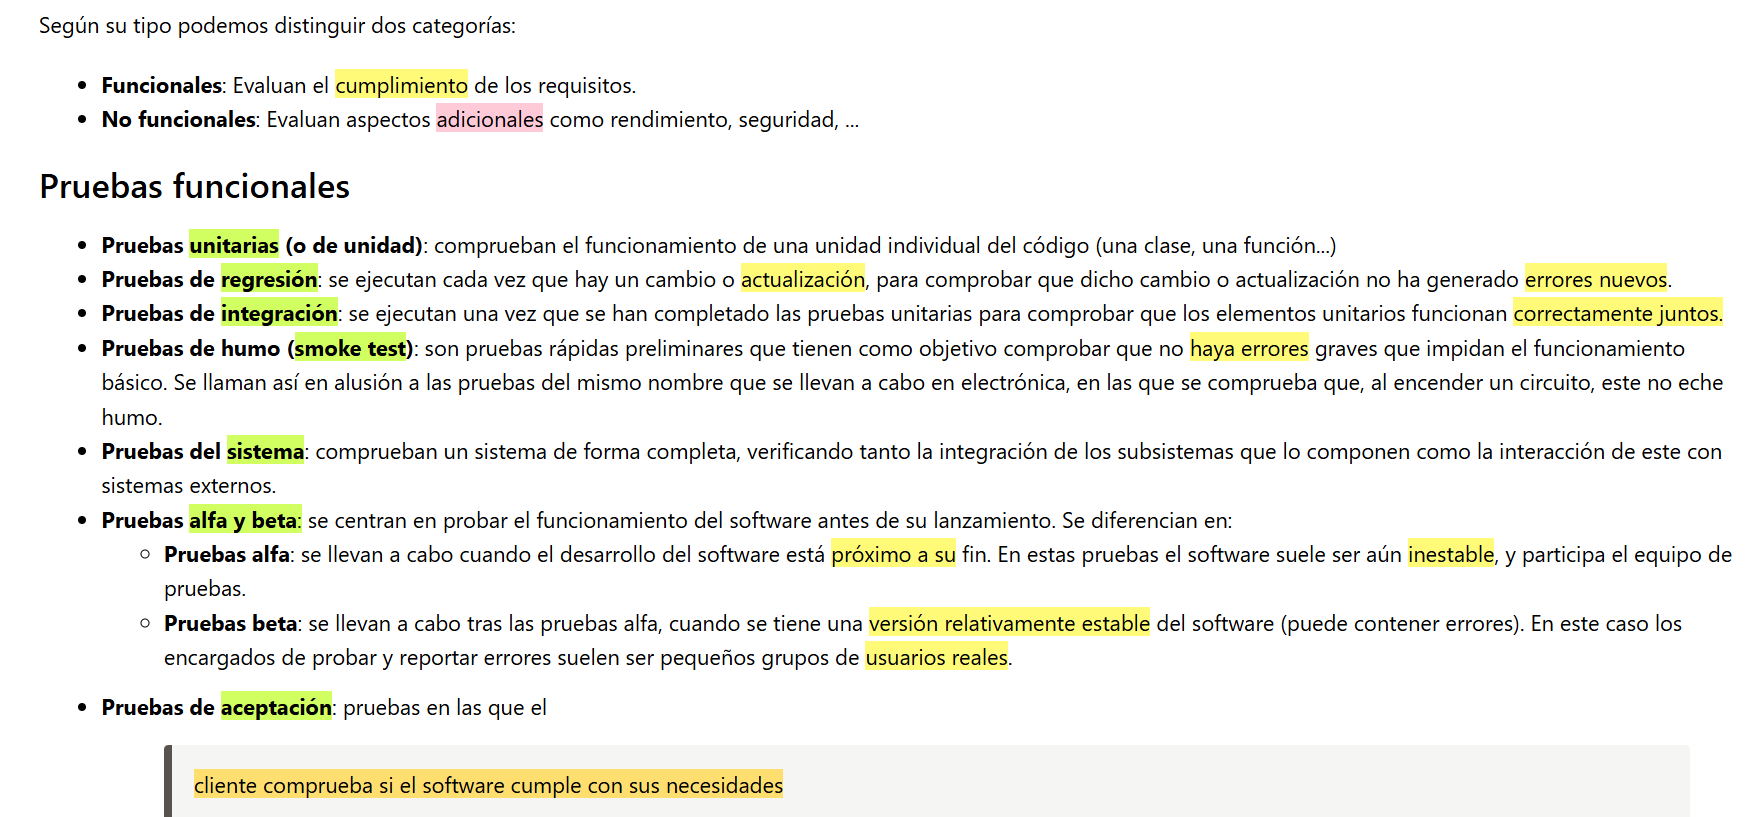 Según su tipo podemos distinguir dos categorías:
Funcionales: Evaluan el cumplimiento de los requisitos.
No funcionales: Evaluan aspectos adicionales como rendimiento, seguridad, ...
Pruebas funcionales
Pruebas unitarias (o de unidad): comprueban el funcionamiento de una unidad individual del código (una clase, una función...)
Pruebas de regresión: se ejecutan cada vez que hay un cambio o actualización, para comprobar que dicho cambio o actualización no ha generado errores nuevos.
Pruebas de integración: se ejecutan una vez que se han completado las pruebas unitarias para comprobar que los elementos unitarios funcionan correctamente juntos.
Pruebas de humo (smoke test): son pruebas rápidas preliminares que tienen como objetivo comprobar que no haya errores graves que impidan el funcionamiento
básico. Se llaman así en alusión a las pruebas del mismo nombre que se llevan a cabo en electrónica, en las que se comprueba que, al encender un circuito, este no eche
humo.
Pruebas del sistema: comprueban un sistema de forma completa, verificando tanto la integración de los subsistemas que lo componen como la interacción de este con
sistemas externos.
Pruebas alfa y beta: se centran en probar el funcionamiento del software antes de su lanzamiento. Se diferencian en:
Pruebas alfa: se llevan a cabo cuando el desarrollo del software está próximo a su fin. En estas pruebas el software suele ser aún inestable, y participa el equipo de
pruebas.
Pruebas beta: se llevan a cabo tras las pruebas alfa, cuando se tiene una versión relativamente estable del software (puede contener errores). En este caso los
encargados de probar y reportar errores suelen ser pequeños grupos de usuarios reales.
Pruebas de aceptación: pruebas en las que el
cliente comprueba si el software cumple con sus necesidades